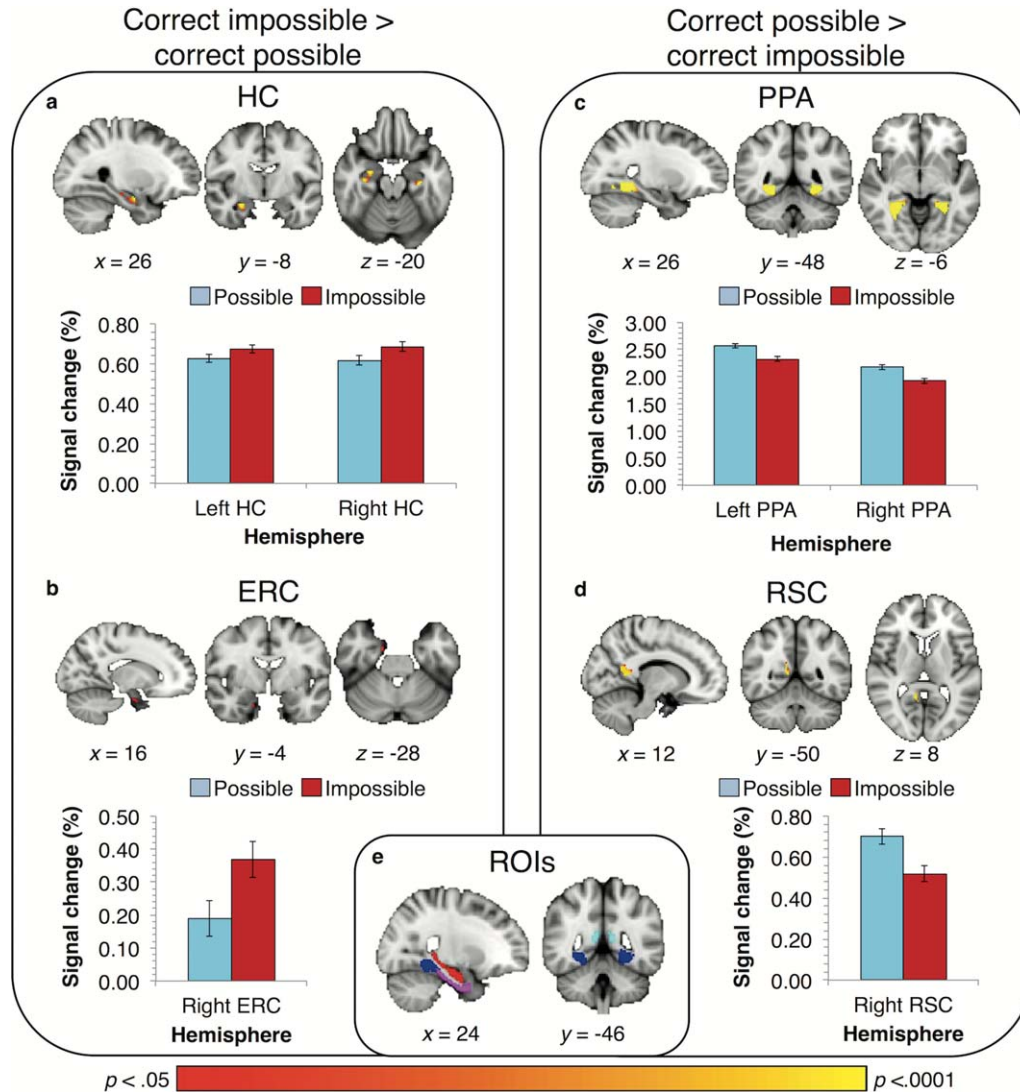 Correct impossible >
correct possible
Correct possible >
correct impossible
a
HC
x = 26
y = -8
z = -20
Possible
Impossible
Signal change (%)
0.80
0.60
0.40
0.20
0.00
Left HC
Right HC
Hemisphere
b
ERC
x = 16
y = -4
z = -28
Possible
Impossible
Signal change (%)
0.50
0.40
0.30
0.20
0.10
0.00
Right ERC
Hemisphere
c
PPA
x = 26
y = -48
z = -6
Possible
Impossible
Signal change (%)
3.00
2.50
2.00
1.50
1.00
0.50
0.00
Left PPA
Right PPA
Hemisphere
d
RSC
x = 12
y = -50
z = 8
Possible
Impossible
Signal change (%)
0.80
0.60
0.40
0.20
0.00
Right RSC
Hemisphere
e
ROIs
x = 24
y = -46
p < .05
p <.0001